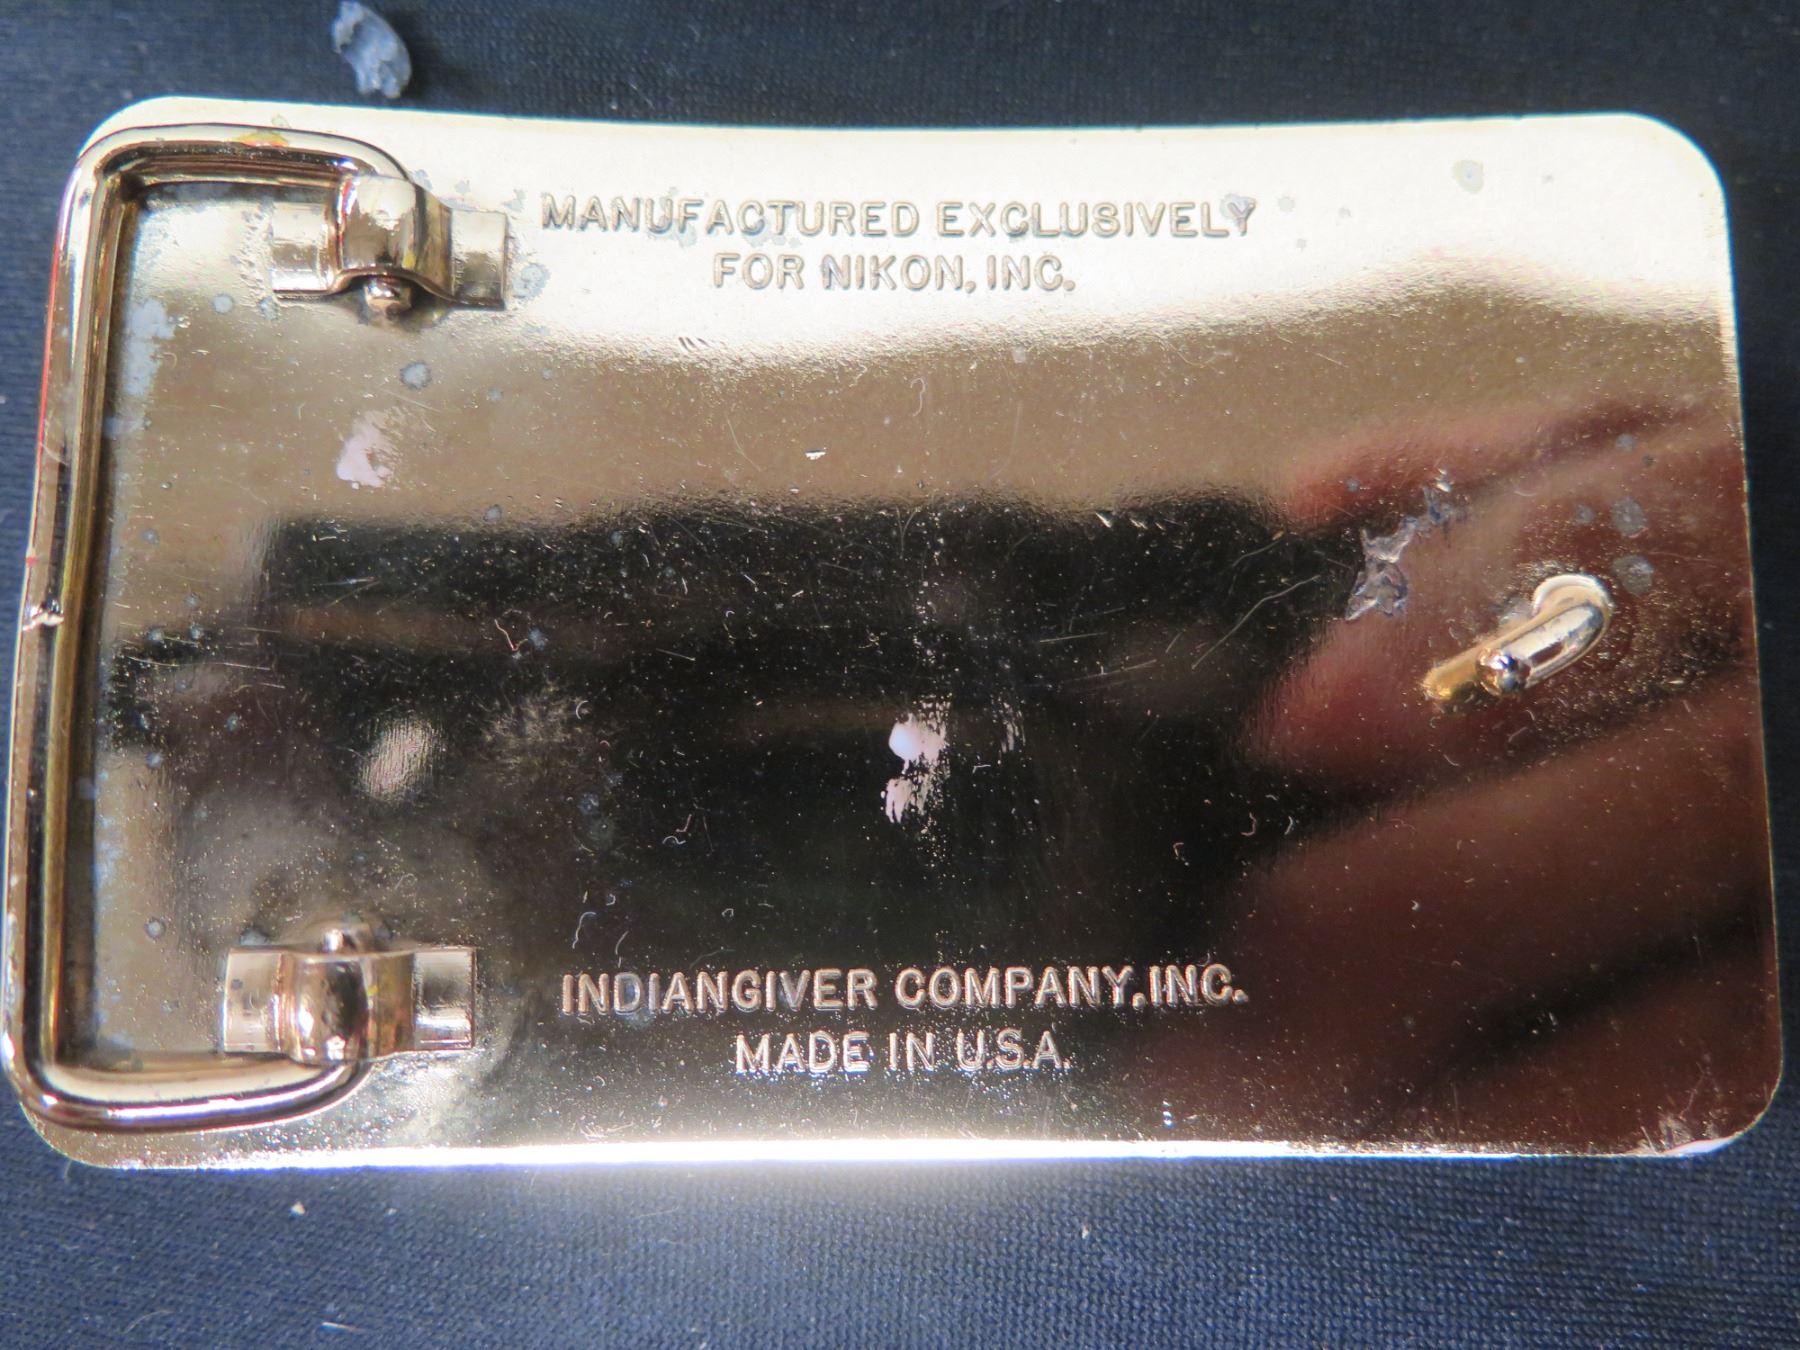 MANUFACTURED EXCLUSIVELY
FOR NIKON, INC.
INDIANGIVER COMPANY, INC.
MADE IN U.S.A.